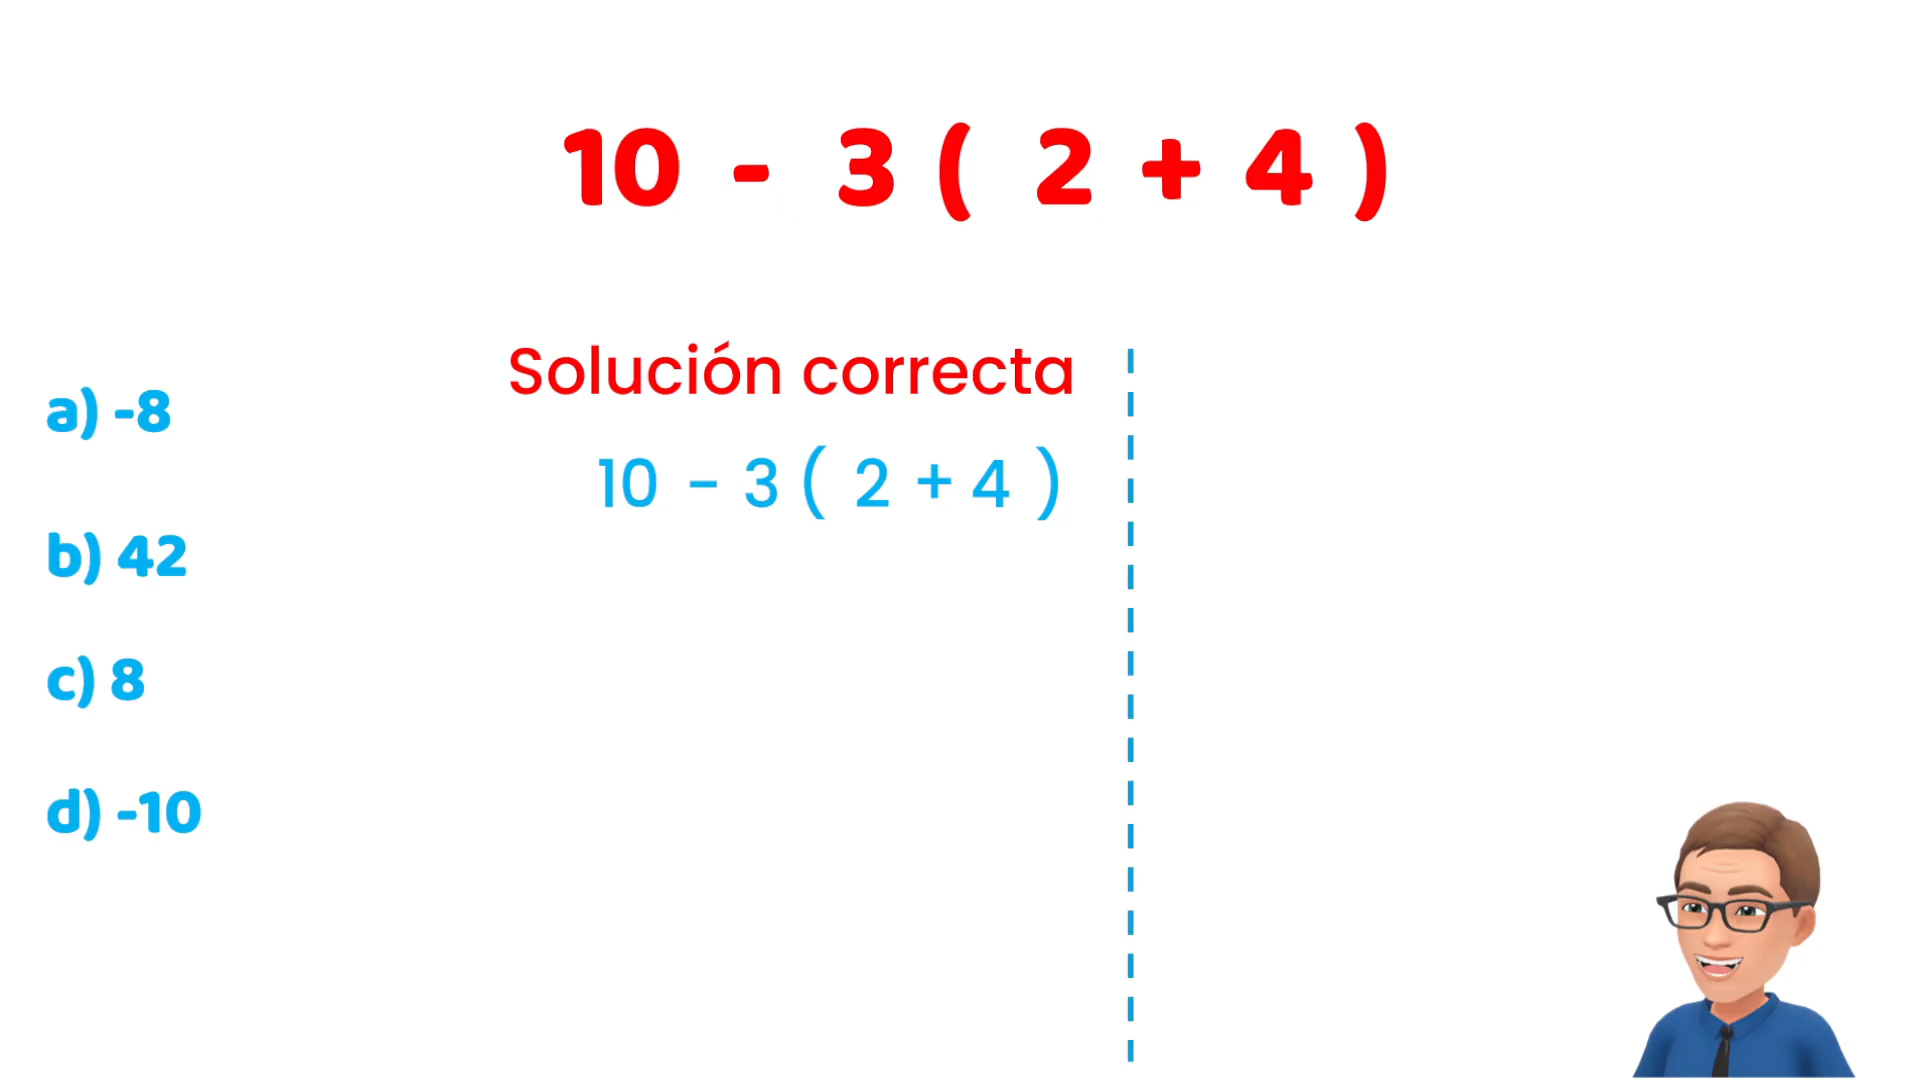 10 - 3 ( 2 + 4 )
a) -8
b) 42
c) 8
d) -10
Solución correcta
10 - 3 ( 2 + 4 )